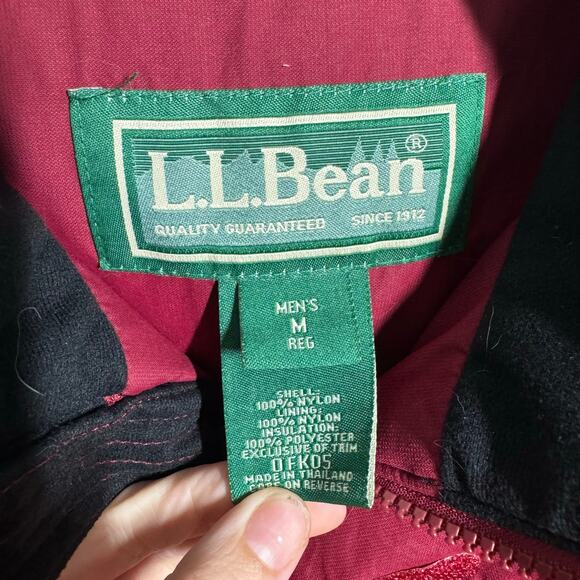 L.L.Bean®
QUALITY GUARANTEED SINCE 1912
MEN'S
M
REG
SHELL:
100% NYLON
LINING:
100% NYLON
INSULATION:
100% POLYESTER
EXCLUSIVE OF TRIM
0FK05
MADE IN THAILAND
CARE ON REVERSE